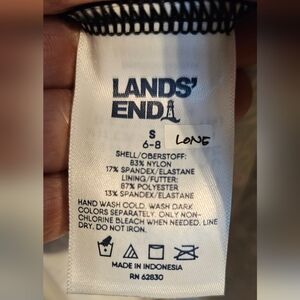 LANDS'
END
S
6-8
LONG
SHELL/OBERSTOFF:
83% NYLON
17% SPANDEX/ELASTANE
LINING/FUTTER:
87% POLYESTER
13% SPANDEX/ELASTANE
HAND WASH COLD. WASH DARK
COLORS SEPARATELY. ONLY NON-
CHLORINE BLEACH WHEN NEEDED. LINE
DRY. DO NOT IRON.
MADE IN INDONESIA
RN 62830